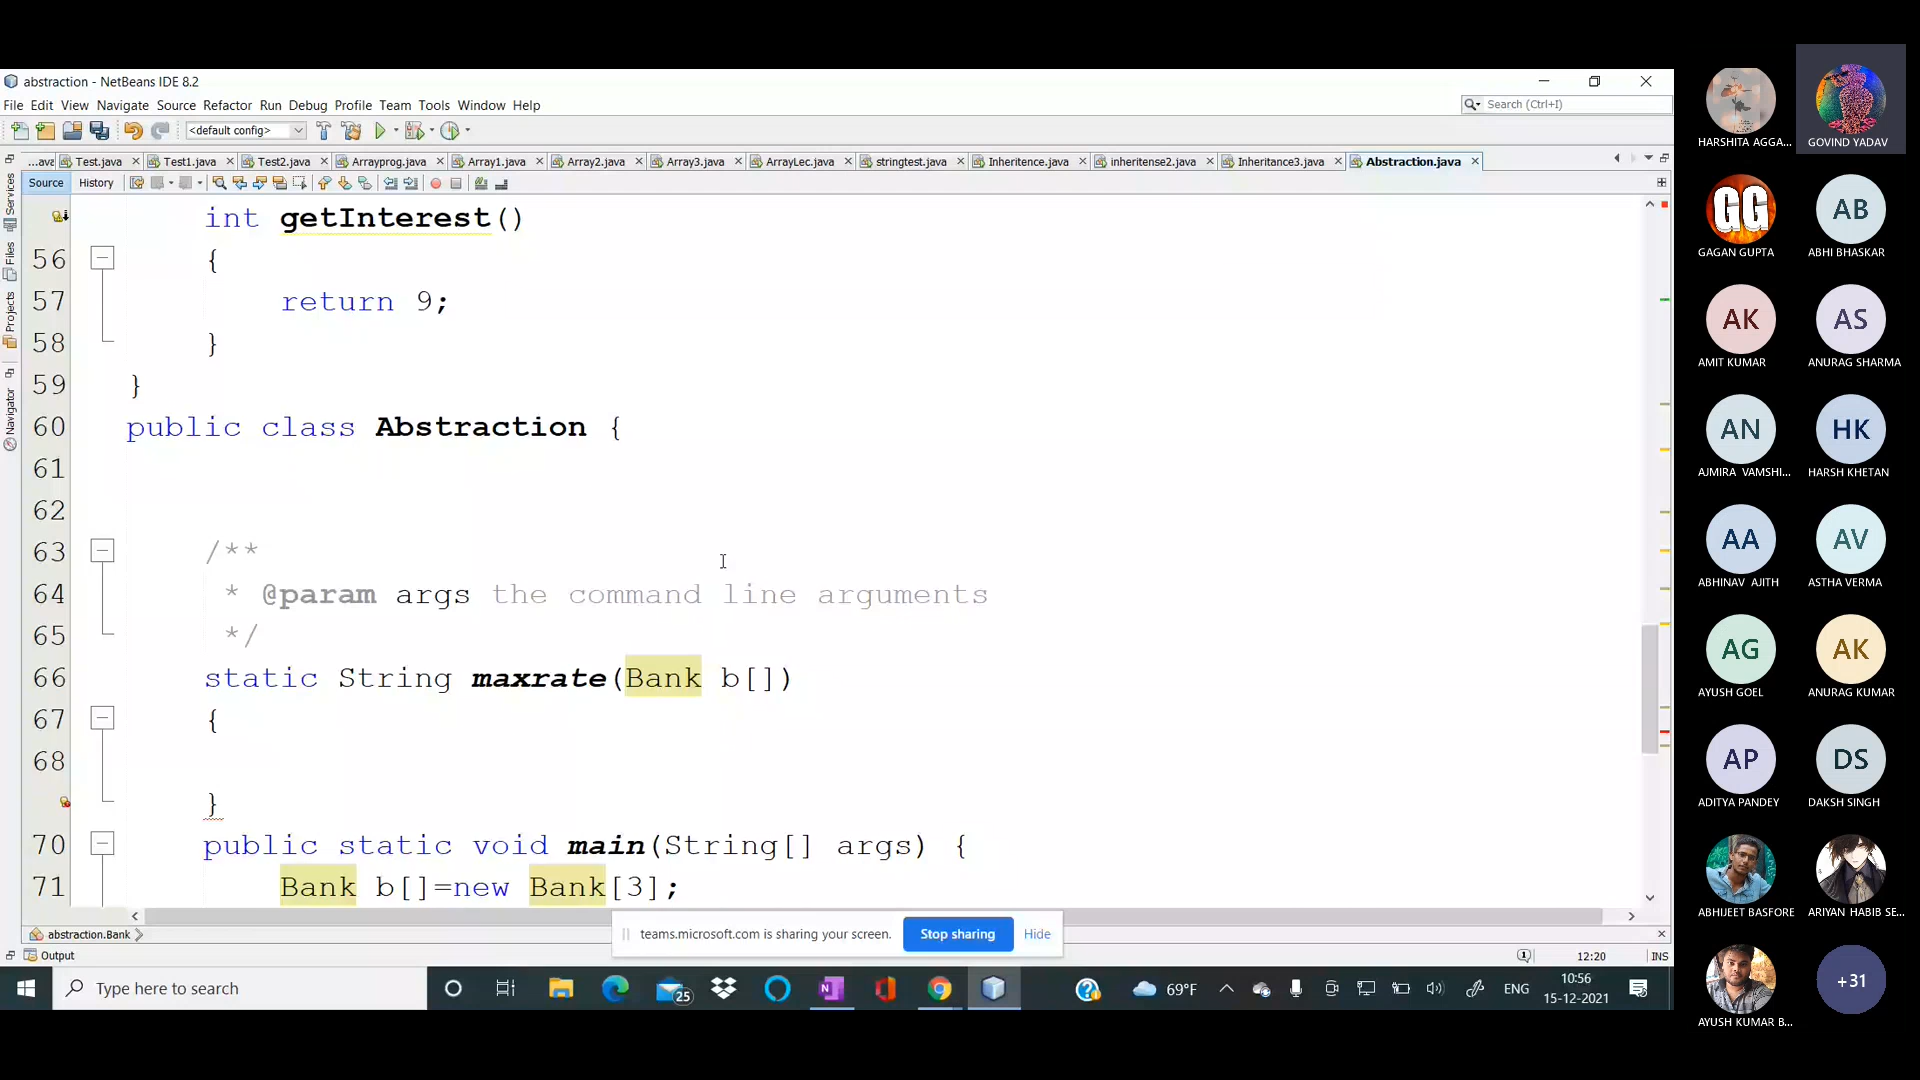 abstraction - NetBeans IDE 8.2
File Edit View Navigate Source Refactor Run Debug Profile Team Tools Window Help
Search (Ctrl+I)
<default config>
...ava Test.java Test1.java Test2.java Arrayprog.java Array1.java Array2.java Array3.java ArrayLec.java stringtest.java Inheritence.java inheritense2.java Inheritance3.java Abstraction.java
Source History
Services
Files
Projects
Navigator
int getInterest()
56 {
57 return 9;
58 }
59 }
60 public class Abstraction {
61
62
63 /**
64 * @param args the command line arguments
65 */
66 static String maxrate(Bank b[])
67 {
68
}
70 public static void main(String[] args) {
71 Bank b[]=new Bank[3];
abstraction.Bank
teams.microsoft.com is sharing your screen. Stop sharing Hide
Output
1 12:20 INS
Type here to search
25
69°F
ENG
10:56
15-12-2021
HARSHITA AGGA...
GOVIND YADAV
GG
GAGAN GUPTA
AB
ABHI BHASKAR
AK
AMIT KUMAR
AS
ANURAG SHARMA
AN
AJMIRA VAMSHI...
HK
HARSH KHETAN
AA
ABHINAV AJITH
AV
ASTHA VERMA
AG
AYUSH GOEL
AK
ANURAG KUMAR
AP
ADITYA PANDEY
DS
DAKSH SINGH
ABHIJEET BASFORE
ARIYAN HABIB SE...
AYUSH KUMAR B...
+31